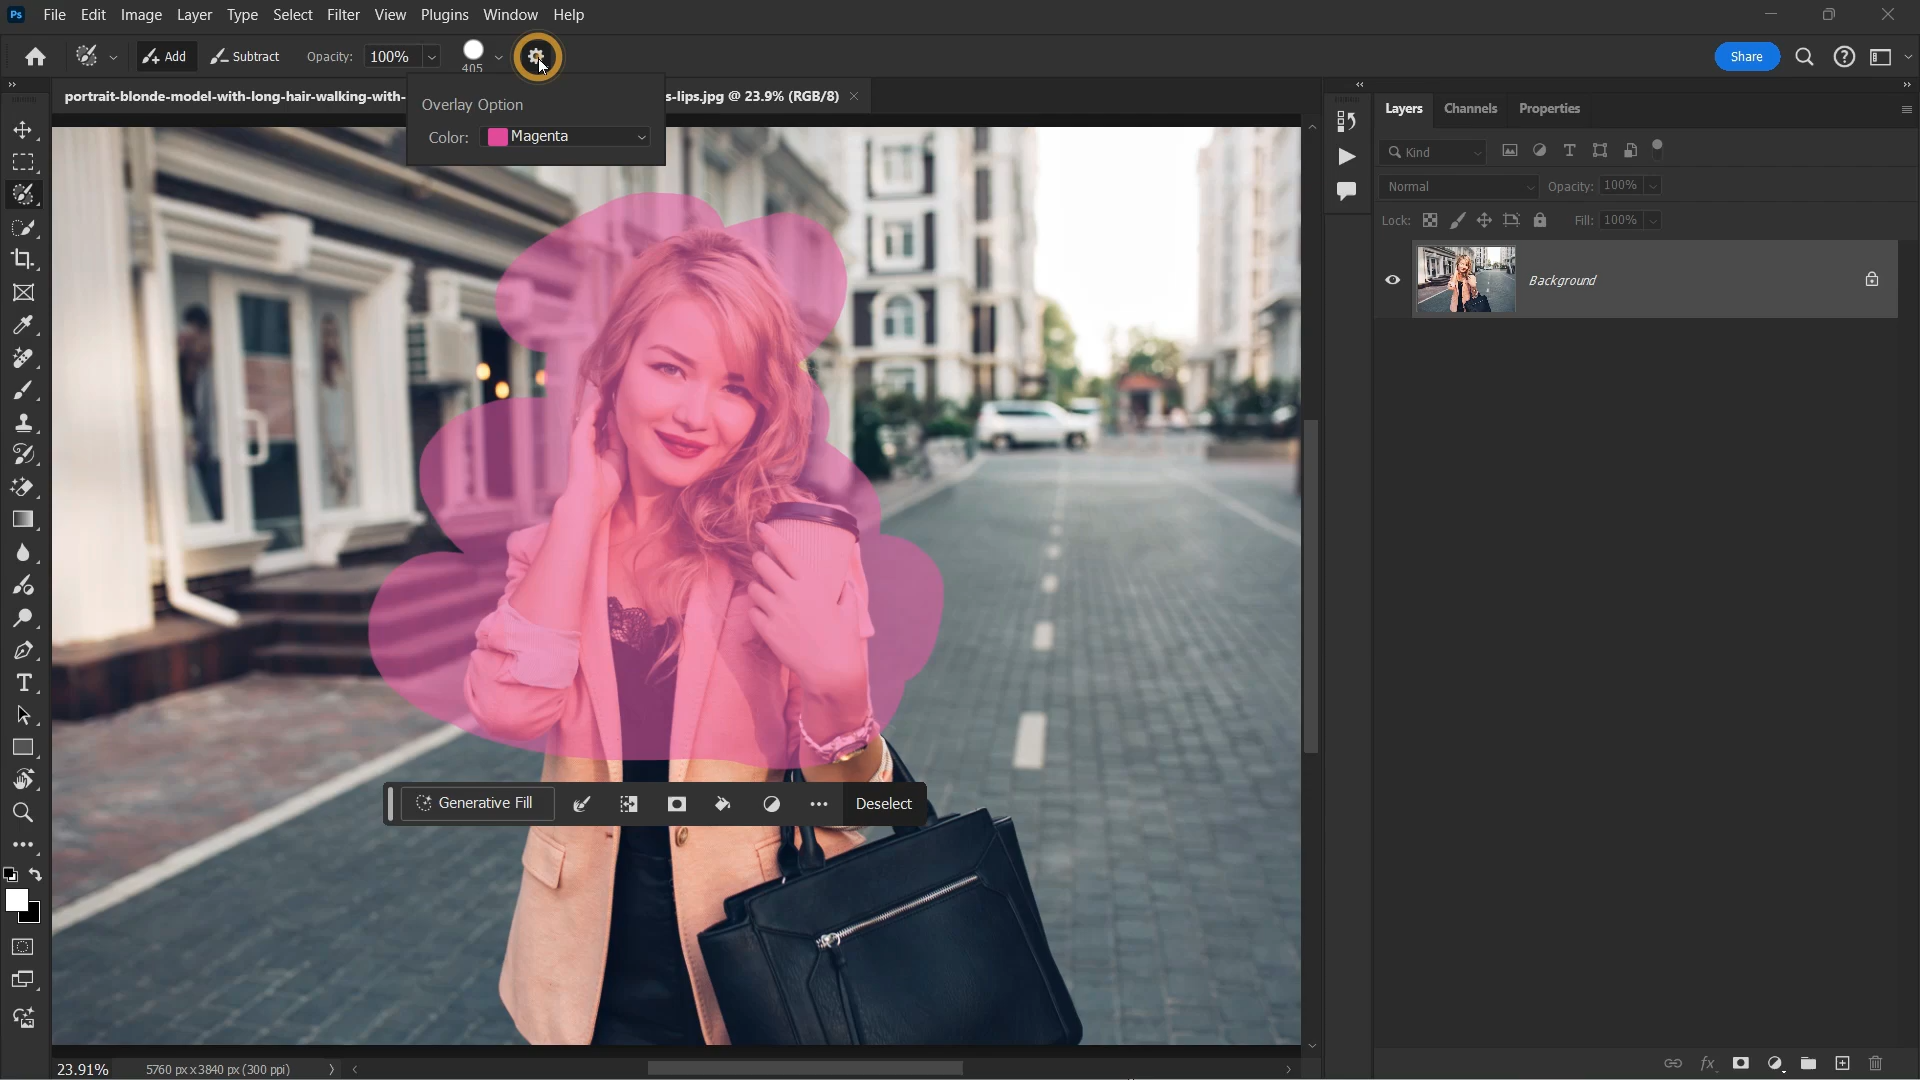 Ps File Edit Image Layer Type Select Filter View Plugins Window Help
Add Subtract Opacity: 100% 405 Share
portrait-blonde-model-with-long-hair-walking-with- s-lips.jpg @ 23.9% (RGB/8)
Overlay Option
Color: Magenta
Layers Channels Properties
Kind
Normal Opacity: 100%
Lock: Fill: 100%
Background
Generative Fill Deselect
23.91% 5760 px x 3840 px (300 ppi)
fx